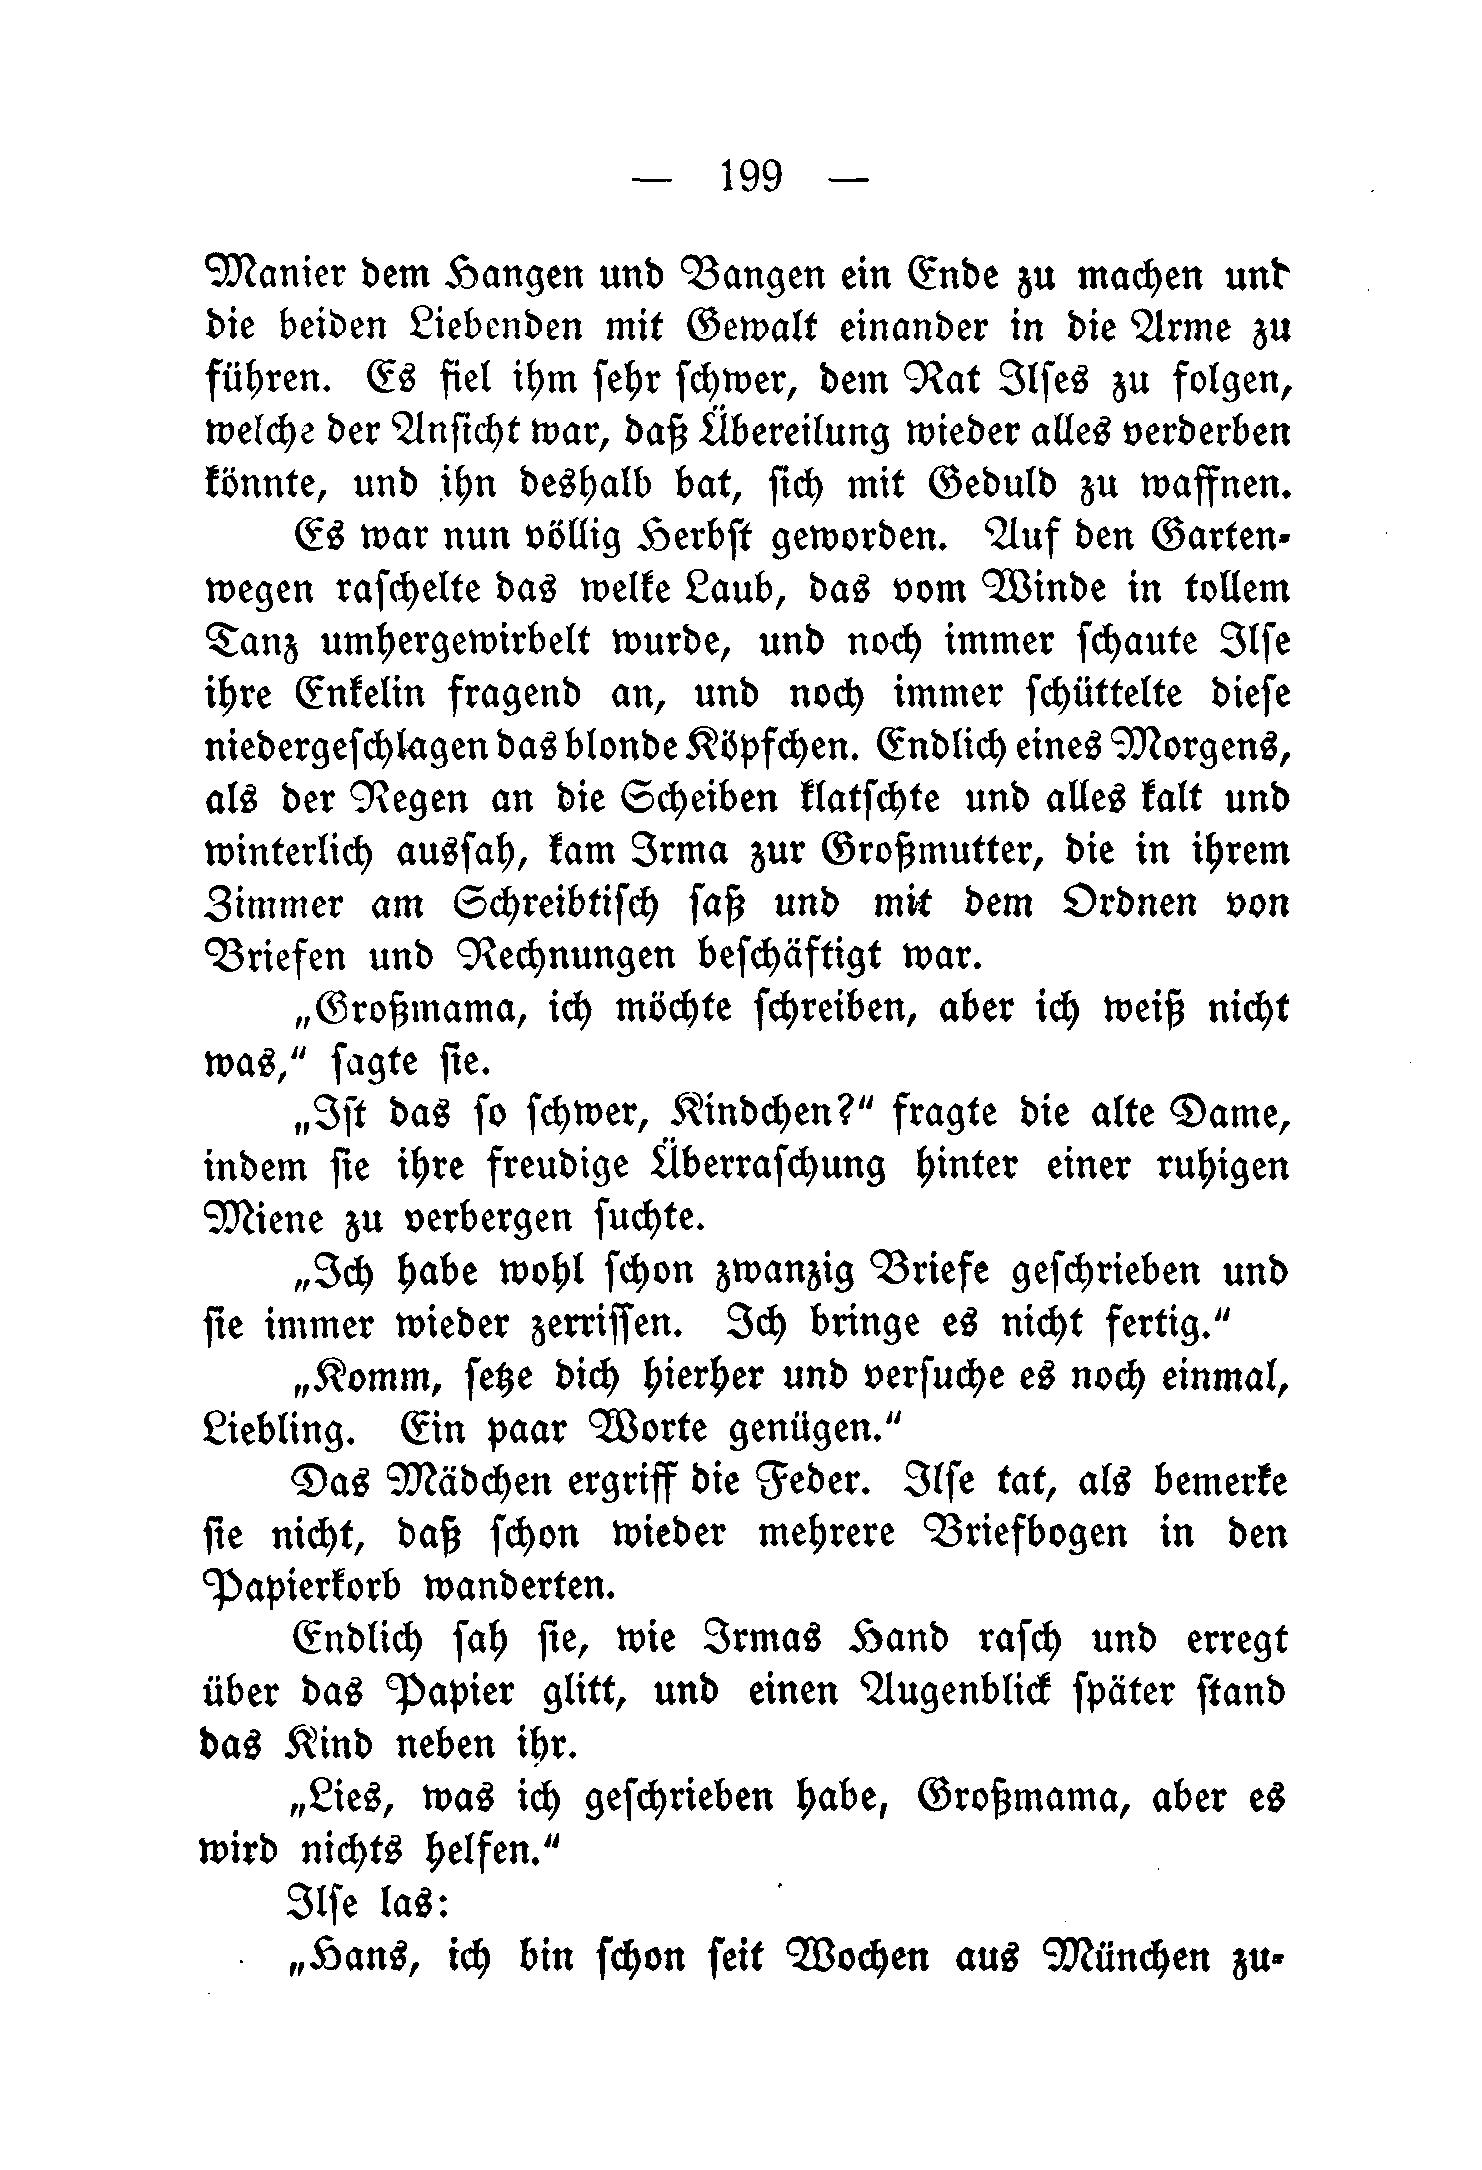 — 199 —
Manier dem Hangen und Bangen ein Ende zu machen und
die beiden Liebenden mit Gewalt einander in die Arme zu
führen. Es fiel ihm sehr schwer, dem Rat Ilses zu folgen,
welche der Ansicht war, daß Übereilung wieder alles verderben
könnte, und ihn deshalb bat, sich mit Geduld zu waffnen.
Es war nun völlig Herbst geworden. Auf den Garten-
wegen raschelte das welke Laub, das vom Winde in tollem
Tanz umhergewirbelt wurde, und noch immer schaute Ilse
ihre Enkelin fragend an, und noch immer schüttelte diese
niedergeschlagen das blonde Köpfchen. Endlich eines Morgens,
als der Regen an die Scheiben klatschte und alles kalt und
winterlich aussah, kam Irma zur Großmutter, die in ihrem
Zimmer am Schreibtisch saß und mit dem Ordnen von
Briefen und Rechnungen beschäftigt war.
„Großmama, ich möchte schreiben, aber ich weiß nicht
was,“ sagte sie.
„Ist das so schwer, Kindchen?“ fragte die alte Dame,
indem sie ihre freudige Überraschung hinter einer ruhigen
Miene zu verbergen suchte.
„Ich habe wohl schon zwanzig Briefe geschrieben und
sie immer wieder zerrissen. Ich bringe es nicht fertig.“
„Komm, setze dich hierher und versuche es noch einmal,
Liebling. Ein paar Worte genügen.“
Das Mädchen ergriff die Feder. Ilse tat, als bemerke
sie nicht, daß schon wieder mehrere Briefbogen in den
Papierkorb wanderten.
Endlich sah sie, wie Irmas Hand rasch und erregt
über das Papier glitt, und einen Augenblick später stand
das Kind neben ihr.
„Lies, was ich geschrieben habe, Großmama, aber es
wird nichts helfen.“
Ilse las:
„Hans, ich bin schon seit Wochen aus München zu-